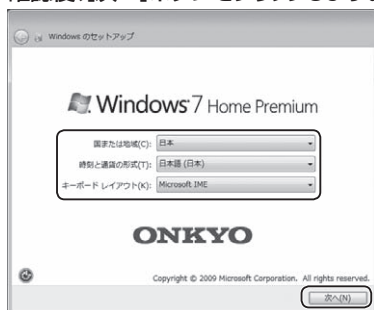 Windows のセットアップ
Windows 7 Home Premium
国または地域(C): 日本
時刻と通貨の形式(T): 日本語 (日本)
キーボード レイアウト(K): Microsoft IME
ONKYO
Copyright © 2009 Microsoft Corporation. All rights reserved.
次へ(N)